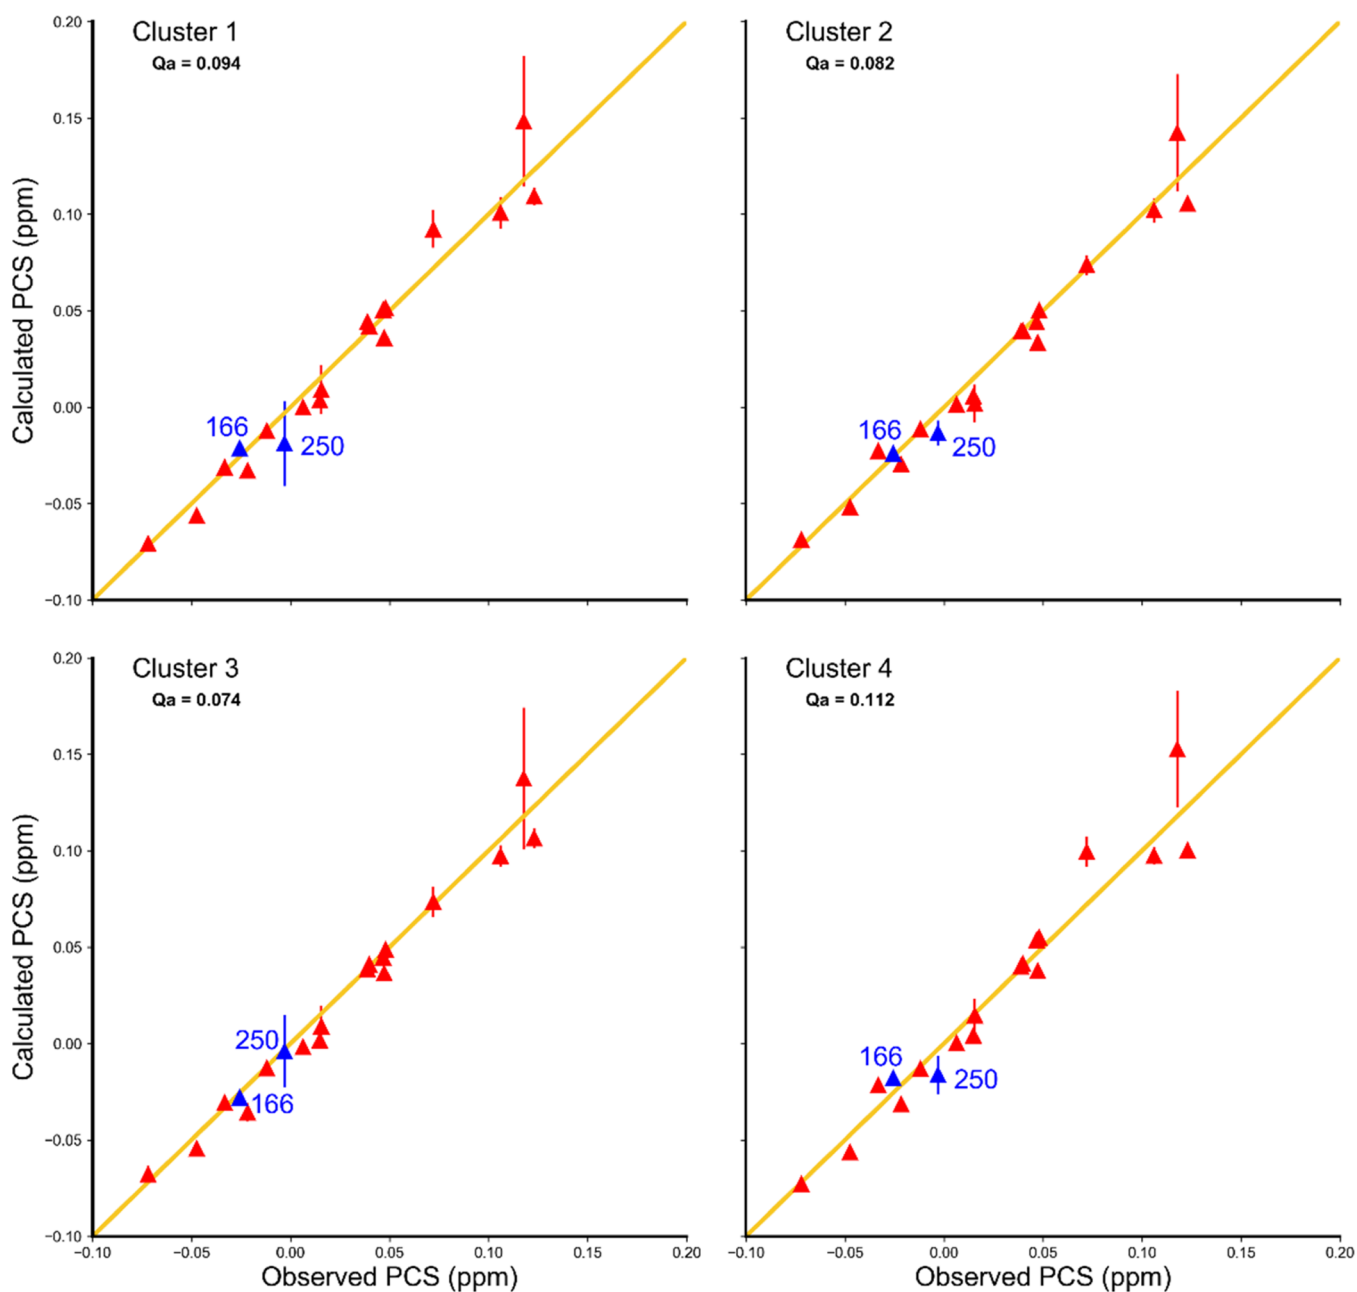 Cluster 1
Qa = 0.094
0.20
0.15
0.10
0.05
0.00
−0.05
−0.10
Calculated PCS (ppm)
166
250
Cluster 2
Qa = 0.082
166
250
Cluster 3
Qa = 0.074
0.20
0.15
0.10
0.05
0.00
−0.05
−0.10
Calculated PCS (ppm)
250
166
−0.10 −0.05 0.00 0.05 0.10 0.15 0.20
Observed PCS (ppm)
Cluster 4
Qa = 0.112
166
250
−0.10 −0.05 0.00 0.05 0.10 0.15 0.20
Observed PCS (ppm)